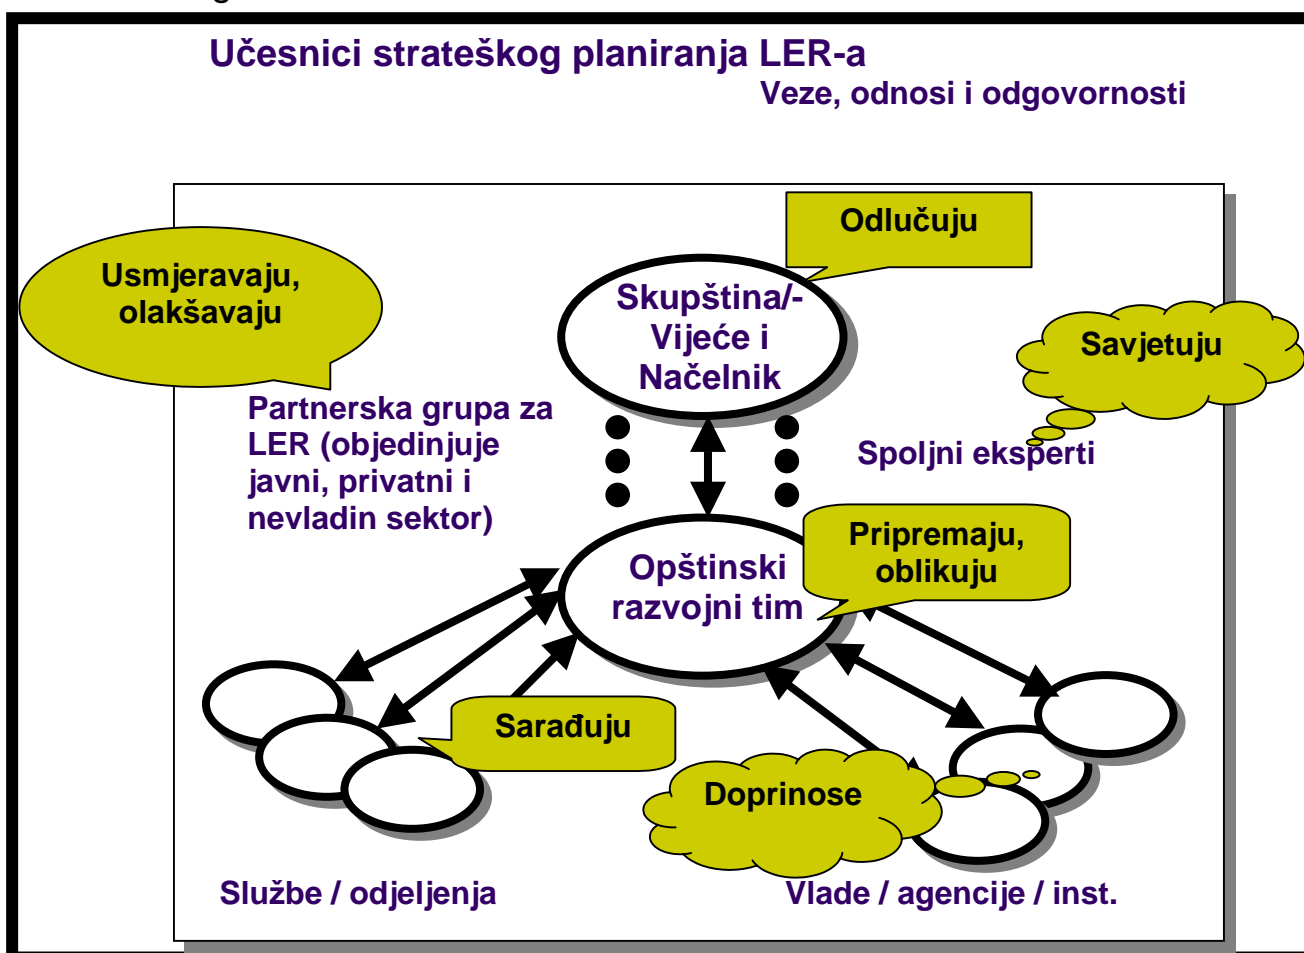 Učesnici strateškog planiranja LER-a
Veze, odnosi i odgovornosti
Odlučuju
Usmjeravaju,
olakšavaju
Skupština/-
Vijeće i
Načelnik
Savjetuju
Partnerska grupa za
LER (objedinjuje
javni, privatni i
nevladin sektor)
Spoljni eksperti
Pripremaju,
oblikuju
Opštinski
razvojni tim
Sarađuju
Doprinose
Službe / odjeljenja
Vlade / agencije / inst.